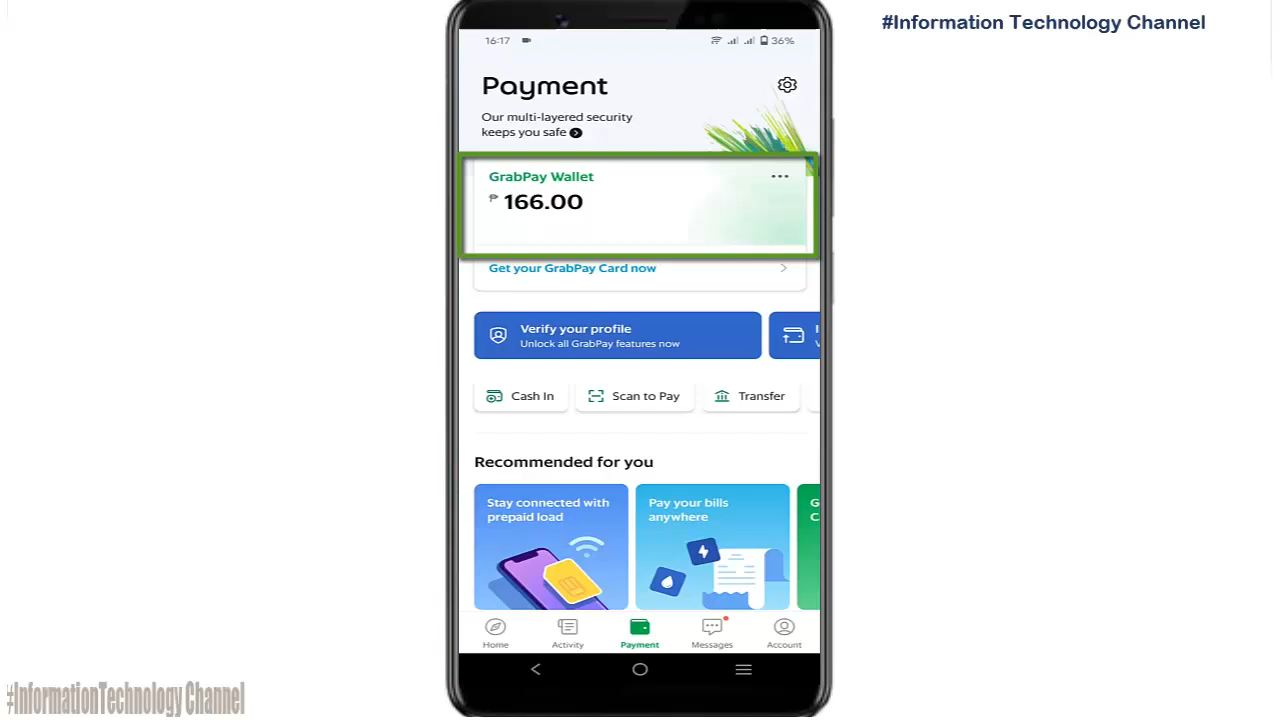 #Information Technology Channel
16:17
36%
Payment
Our multi-layered security
keeps you safe
GrabPay Wallet
₱ 166.00
Get your GrabPay Card now
Verify your profile
Unlock all GrabPay features now
Cash In
Scan to Pay
Transfer
Recommended for you
Stay connected with
prepaid load
Pay your bills
anywhere
G
C
Home
Activity
Payment
Messages
Account
#InformationTechnology Channel